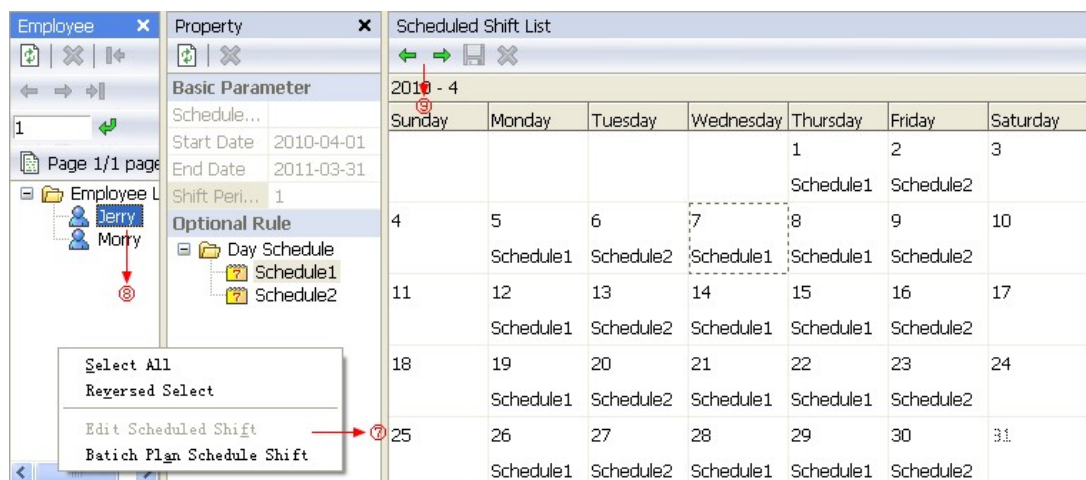 Employee
Property
Scheduled Shift List
Basic Parameter
2010 - 4
Schedule...
⑨
Sunday Monday Tuesday Wednesday Thursday Friday Saturday
1
Start Date 2010-04-01
1 2 3
Page 1/1 page
End Date 2011-03-31
Schedule1 Schedule2
Employee L
Shift Peri... 1
Jerry
Optional Rule
4 5 6 7 8 9 10
Morry
Day Schedule
Schedule1 Schedule2 Schedule1 Schedule1 Schedule2
7 Schedule1
⑧
7 Schedule2
11 12 13 14 15 16 17
Schedule1 Schedule2 Schedule1 Schedule1 Schedule2
Select All
18 19 20 21 22 23 24
Reversed Select
Schedule1 Schedule2 Schedule1 Schedule1 Schedule2
Edit Scheduled Shift
⑦
25 26 27 28 29 30 31
Batich Plan Schedule Shift
Schedule1 Schedule2 Schedule1 Schedule1 Schedule2